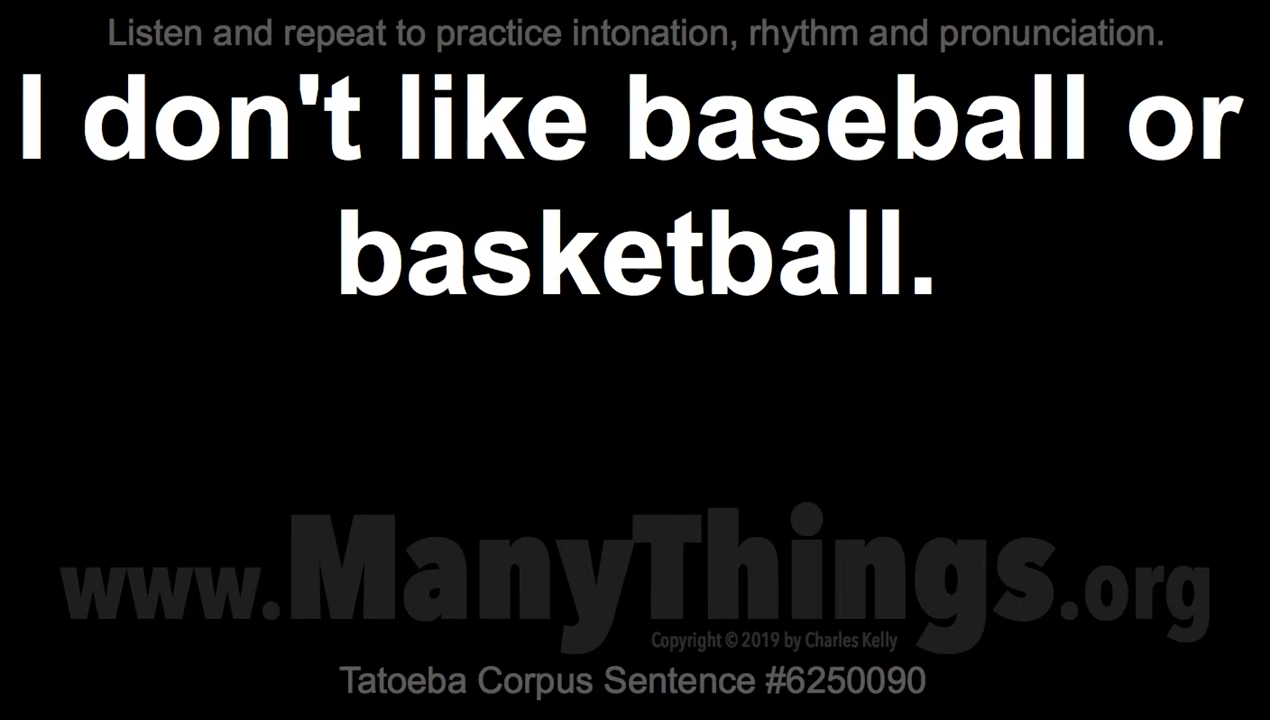 Listen and repeat to practice intonation, rhythm and pronunciation.
I don't like baseball or
basketball.
www.ManyThings.org
Copyright © 2019 by Charles Kelly
Tatoeba Corpus Sentence #6250090